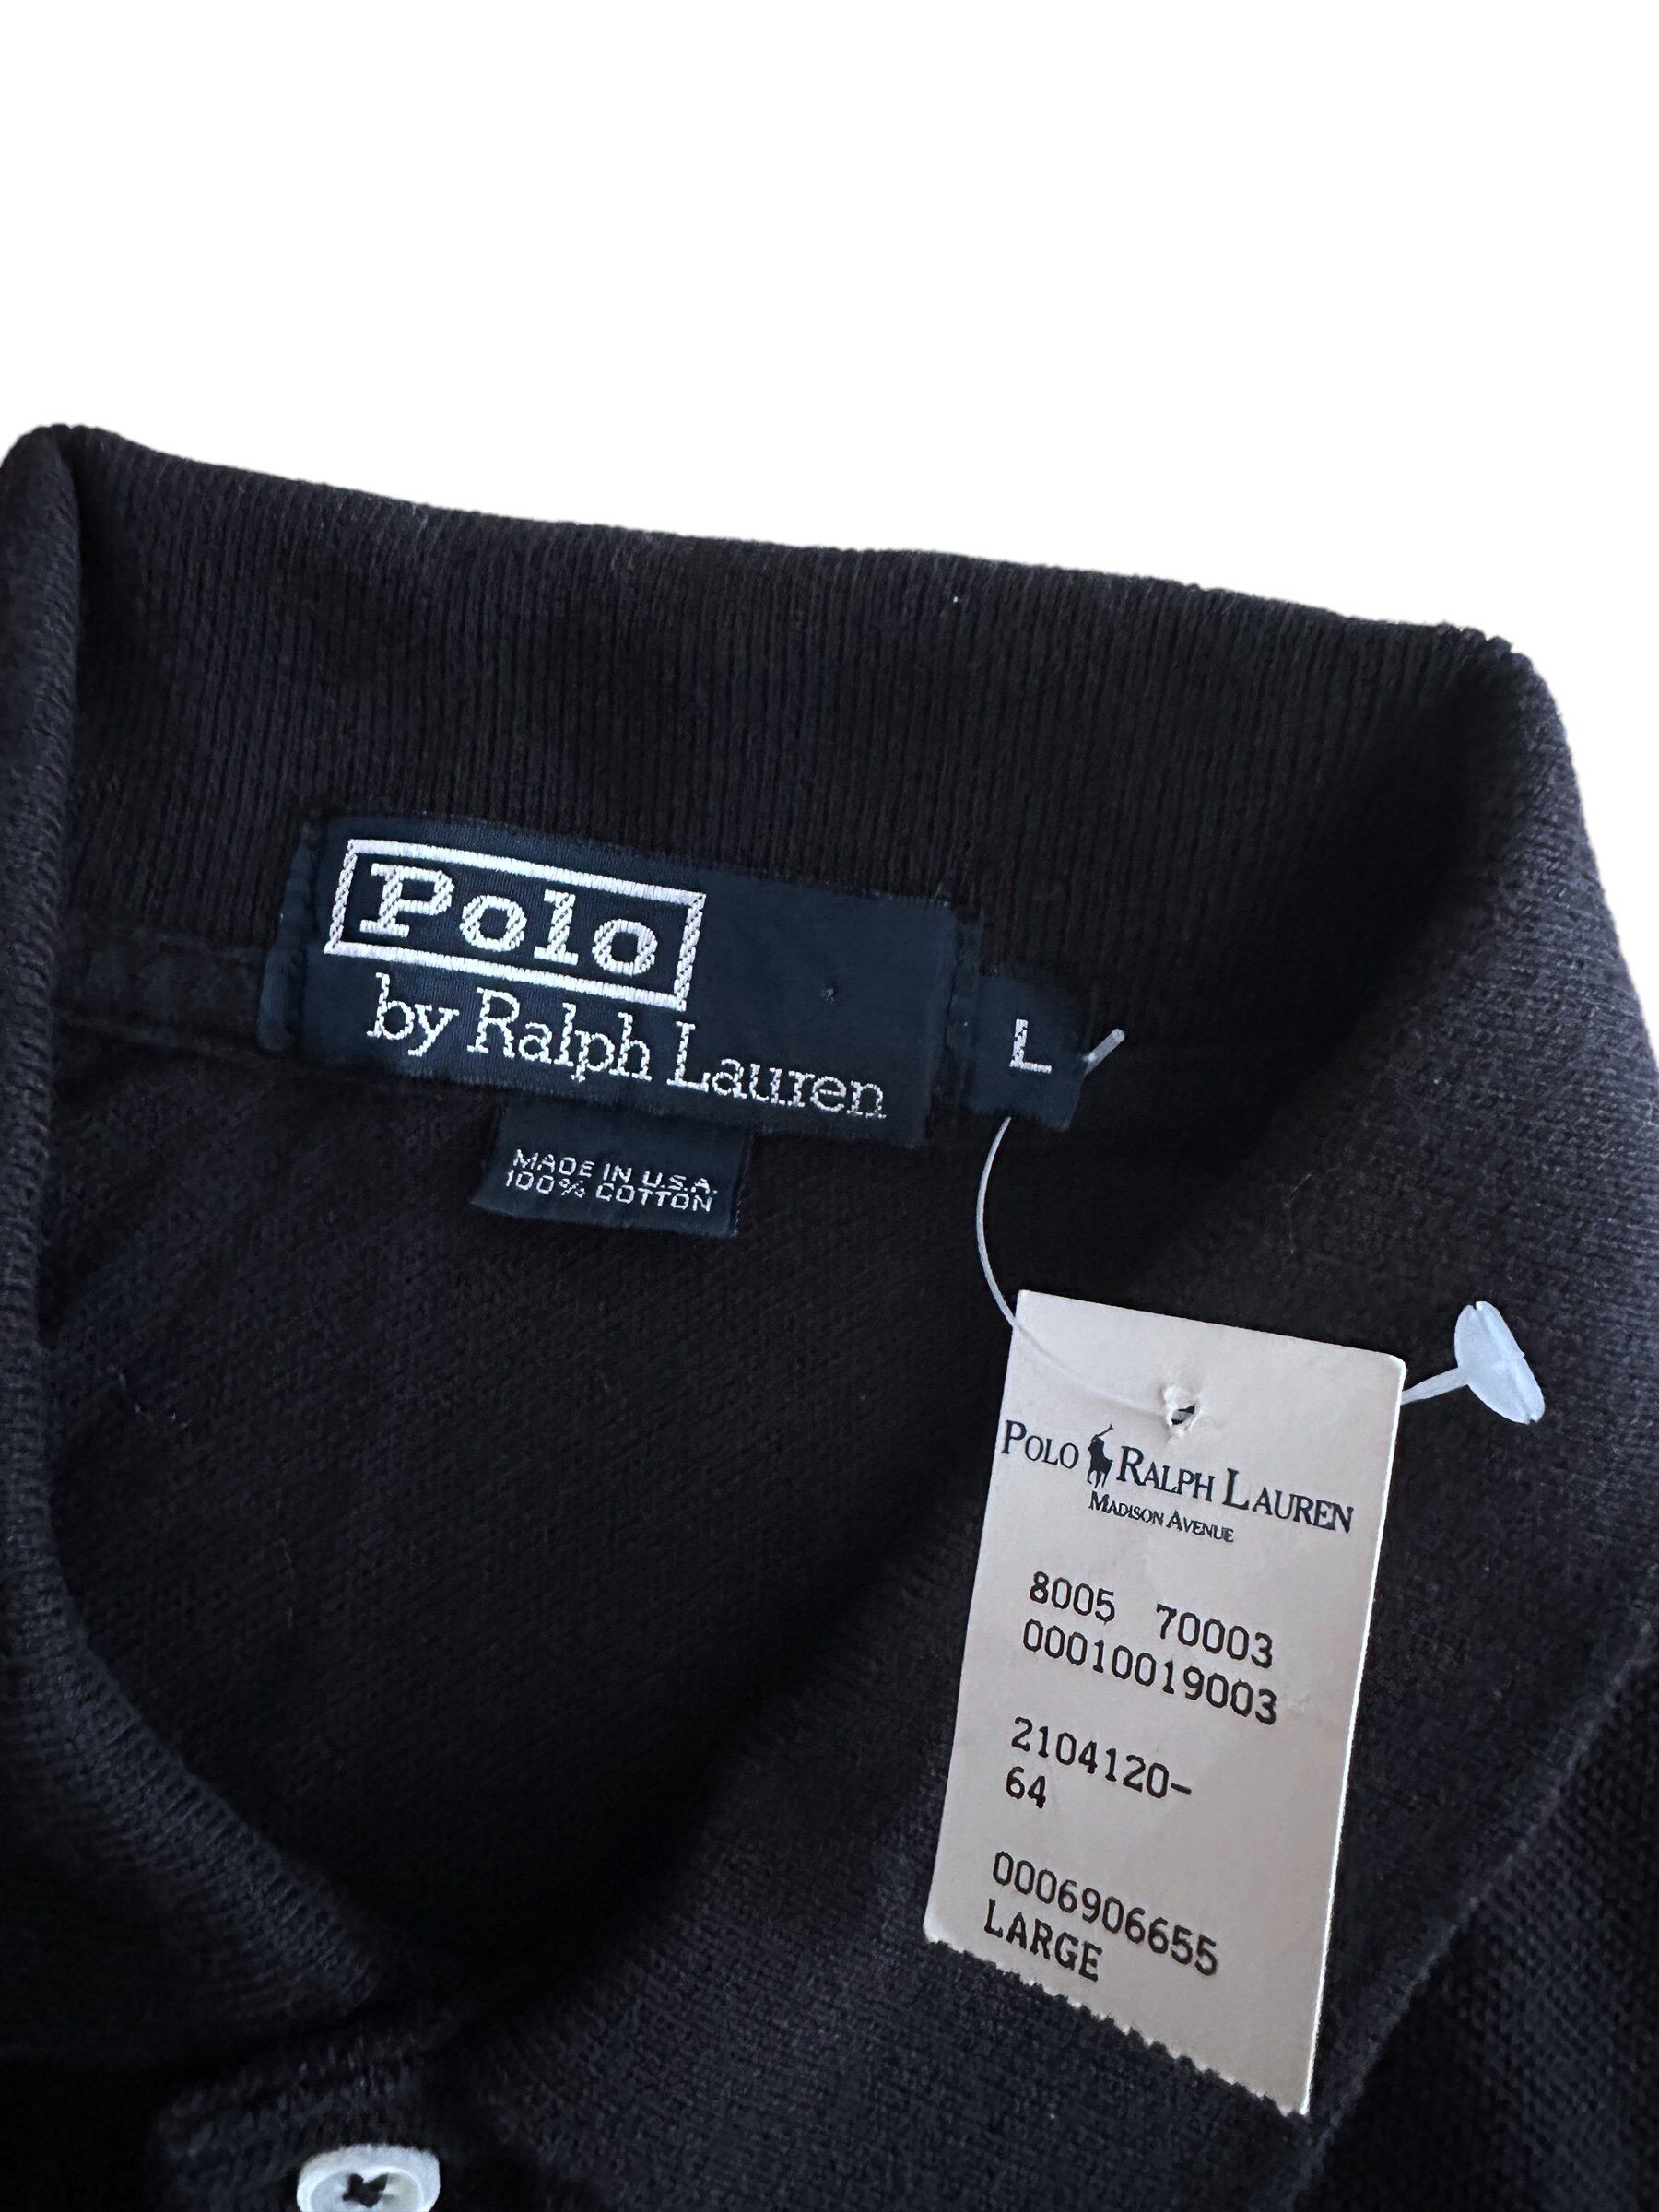 Polo
by Ralph Lauren
L
MADE IN U.S.A.
100% COTTON
POLO RALPH LAUREN
MADISON AVENUE
8005 70003
00010019003
2104120-
64
0006906655
LARGE